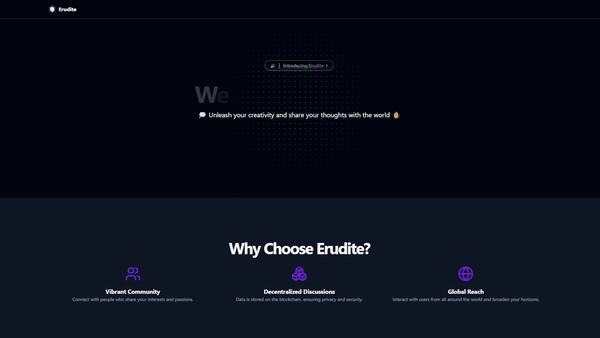 Erudite
🎉 | Introducing Erudite ›
We
💬 Unleash your creativity and share your thoughts with the world
Why Choose Erudite?
Vibrant Community
Connect with people who share your interests and passions.
Decentralized Discussions
Data is stored on the blockchain, ensuring privacy and security.
Global Reach
Interact with users from all around the world and broaden your horizons.